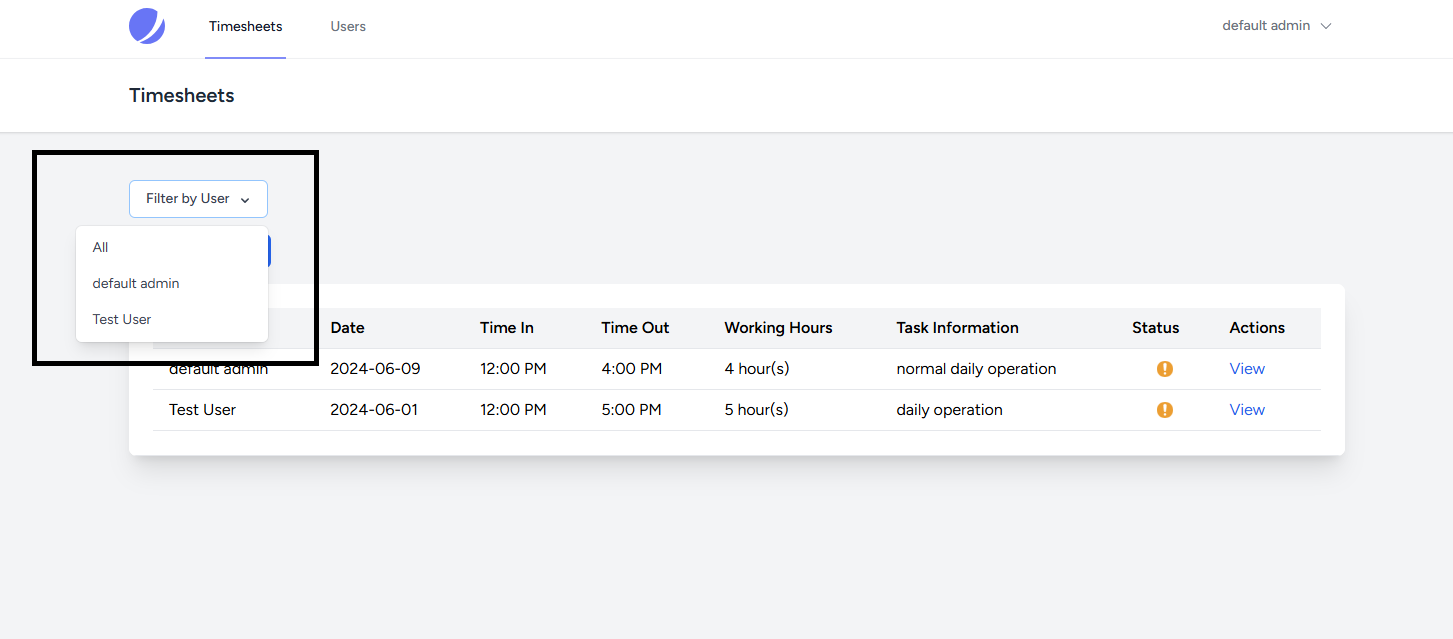 Timesheets Users default admin
Timesheets
Filter by User
All
default admin
Test User
Date Time In Time Out Working Hours Task Information Status Actions
default admin 2024-06-09 12:00 PM 4:00 PM 4 hour(s) normal daily operation View
Test User 2024-06-01 12:00 PM 5:00 PM 5 hour(s) daily operation View